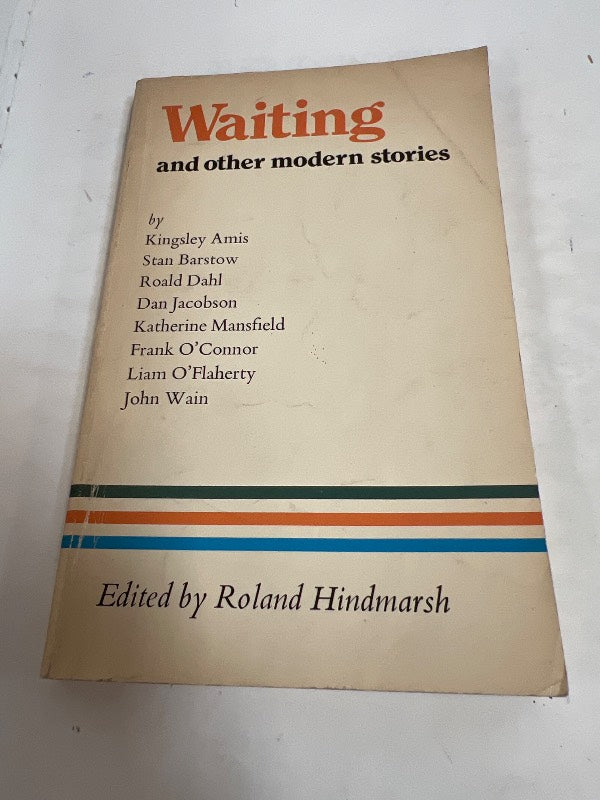 Waiting
and other modern stories
by
Kingsley Amis
Stan Barstow
Roald Dahl
Dan Jacobson
Katherine Mansfield
Frank O'Connor
Liam O'Flaherty
John Wain
Edited by Roland Hindmarsh